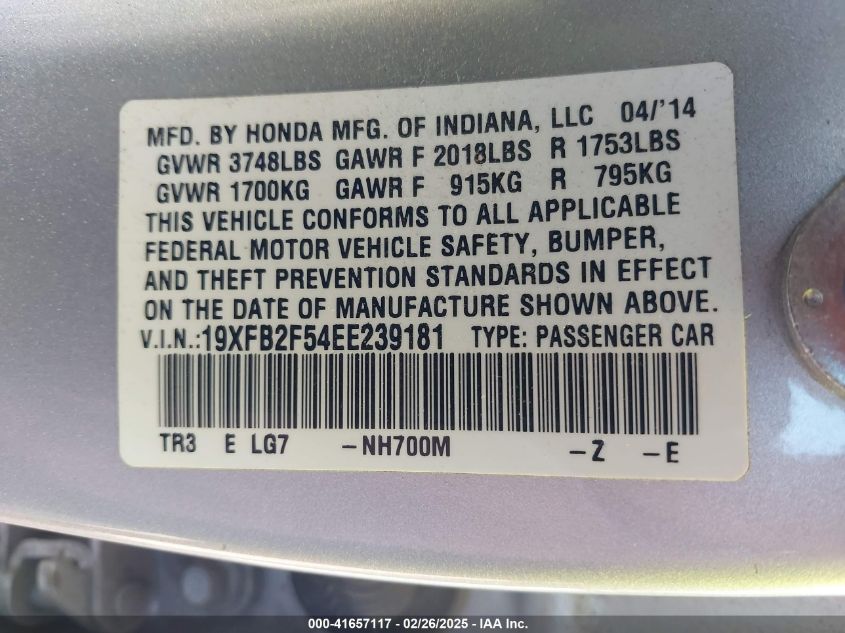 MFD. BY HONDA MFG. OF INDIANA, LLC 04/'14
GVWR 3748LBS GAWR F 2018LBS R 1753LBS
GVWR 1700KG GAWR F 915KG R 795KG
THIS VEHICLE CONFORMS TO ALL APPLICABLE
FEDERAL MOTOR VEHICLE SAFETY, BUMPER,
AND THEFT PREVENTION STANDARDS IN EFFECT
ON THE DATE OF MANUFACTURE SHOWN ABOVE.
V.I.N.:19XFB2F54EE239181 TYPE: PASSENGER CAR
TR3 E LG7 -NH700M -Z -E
000-41657117 - 02/26/2025 - IAA Inc.